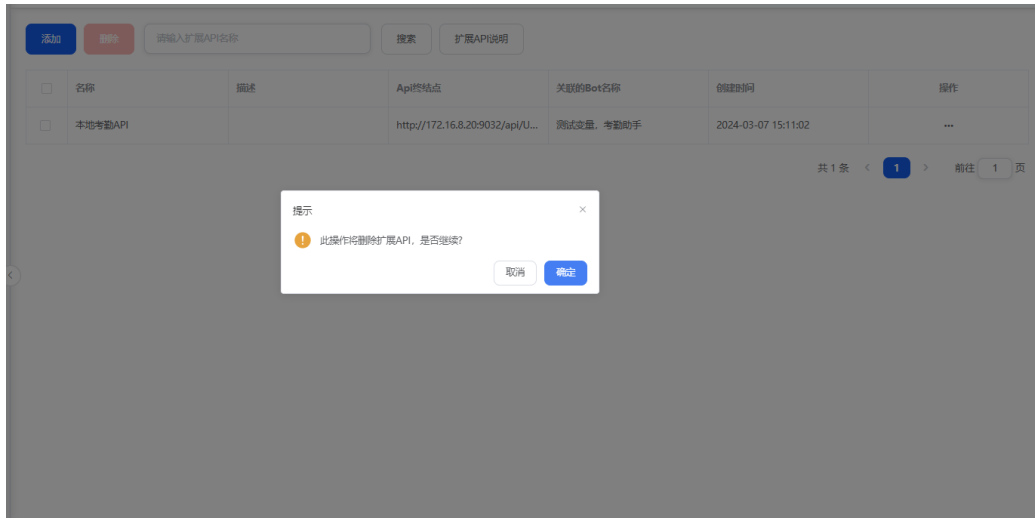 添加 删除 请输入扩展API名称 搜索 扩展API说明
名称 描述 Api终结点 关联的Bot名称 创建时间 操作
本地考勤API http://172.16.8.20:9032/api/U... 测试变量，考勤助手 2024-03-07 15:11:02 ...
共 1 条 < 1 > 前往 1 页
提示 ×
! 此操作将删除扩展API，是否继续?
取消 确定